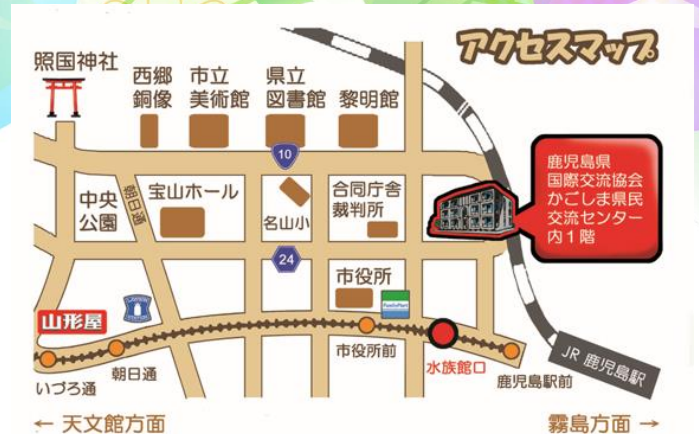 アクセスマップ
照国神社
西郷
銅像
市立
美術館
県立
図書館
黎明館
10
鹿児島県
国際交流協会
かごしま県民
交流センター
内1階
中央
公園
朝日通
宝山ホール
名山小
合同庁舎
裁判所
24
市役所
FamilyMart
山形屋
市役所前
水族館口
JR 鹿児島駅
鹿児島駅前
朝日通
いづろ通
← 天文館方面
霧島方面 →